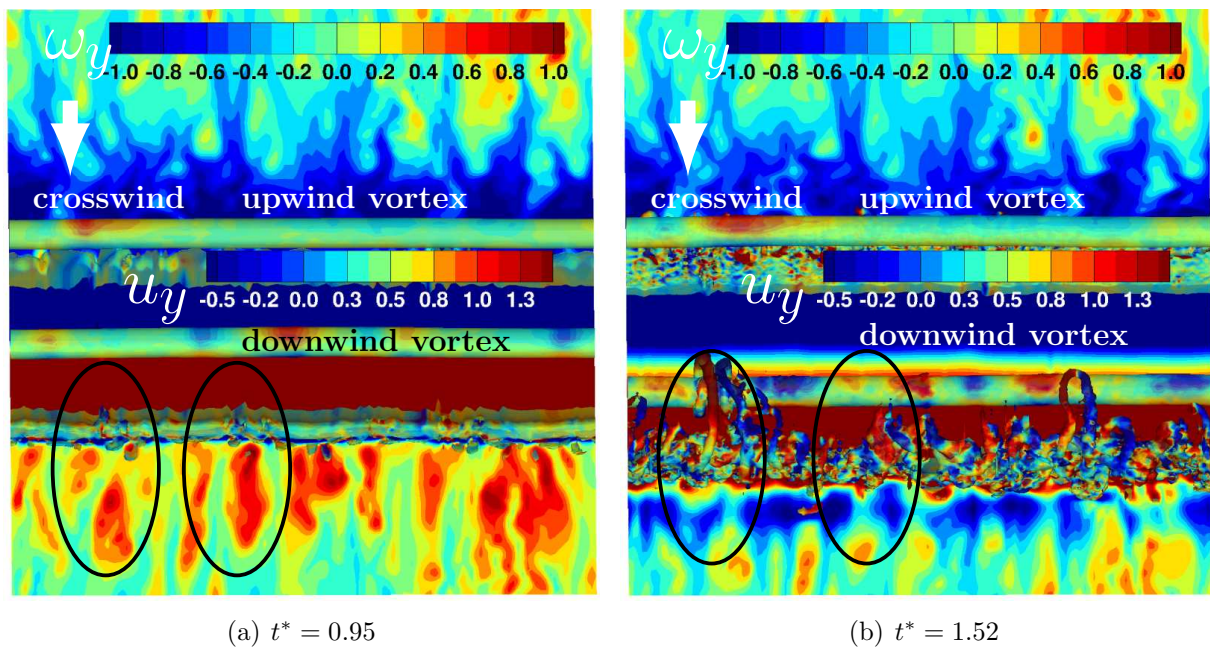 ω_y
-1.0 -0.8 -0.6 -0.4 -0.2 0.0 0.2 0.4 0.6 0.8 1.0
crosswind upwind vortex
u_y
-0.5 -0.2 0.0 0.3 0.5 0.8 1.0 1.3
downwind vortex
(a) t* = 0.95
ω_y
-1.0 -0.8 -0.6 -0.4 -0.2 0.0 0.2 0.4 0.6 0.8 1.0
crosswind upwind vortex
u_y
-0.5 -0.2 0.0 0.3 0.5 0.8 1.0 1.3
downwind vortex
(b) t* = 1.52